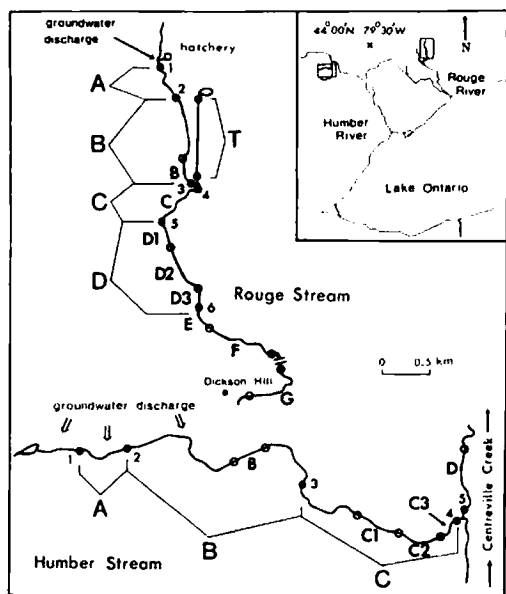 groundwater
discharge
hatchery
1
A
2
B
T
B
3
4
C
C
5
D1
D
D2
D3
6
Rouge Stream
E
F
0 0.5 km
Dickson Hill
G
44°00'N 79°30'W
N
Rouge
River
Humber
River
Lake Ontario
groundwater discharge
1
2
B
3
D
A
C3
4
5
C1
C2
B
C
Humber Stream
Centreville Creek